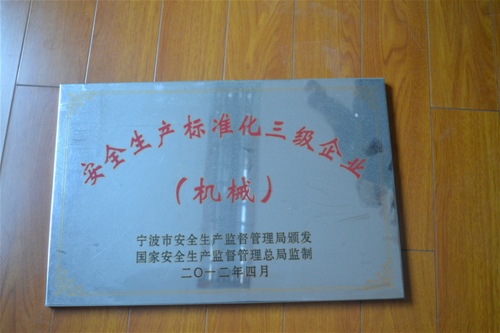 安全生产标准化三级企业
（机械）
宁波市安全生产监督管理局颁发
国家安全生产监督管理总局监制
二〇一二年四月